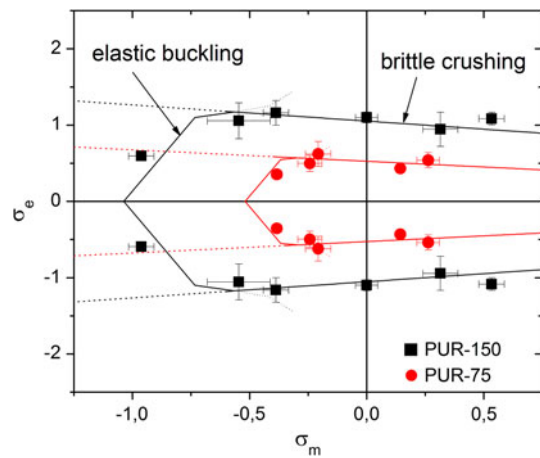 elastic buckling
brittle crushing
2
1
0
-1
-2
σe
PUR-150
PUR-75
-1,0
-0,5
0,0
0,5
σm